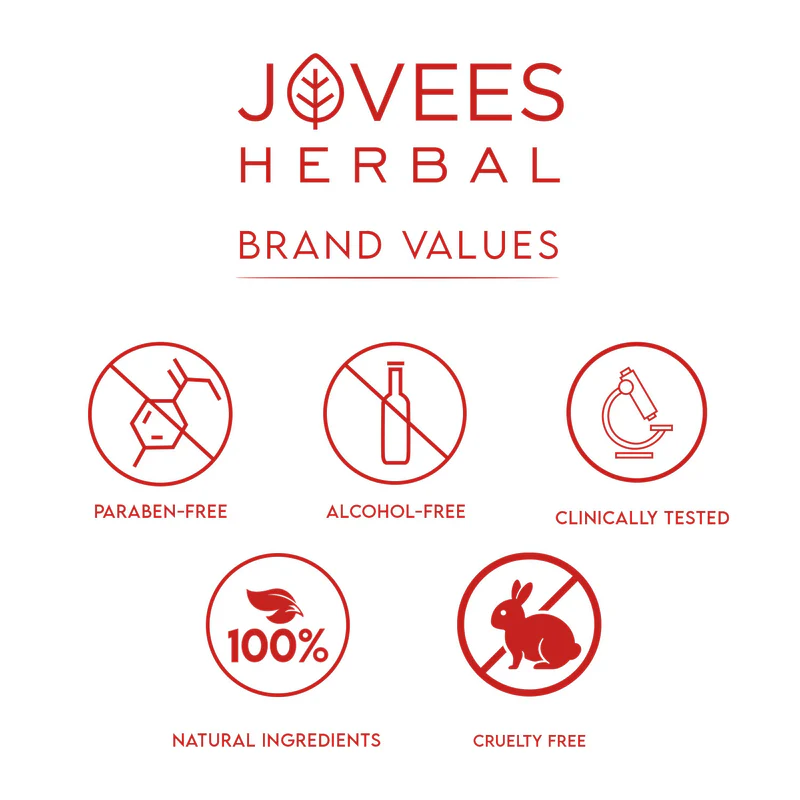 JOVEES
HERBAL
BRAND VALUES
PARABEN-FREE
ALCOHOL-FREE
CLINICALLY TESTED
100%
NATURAL INGREDIENTS
CRUELTY FREE